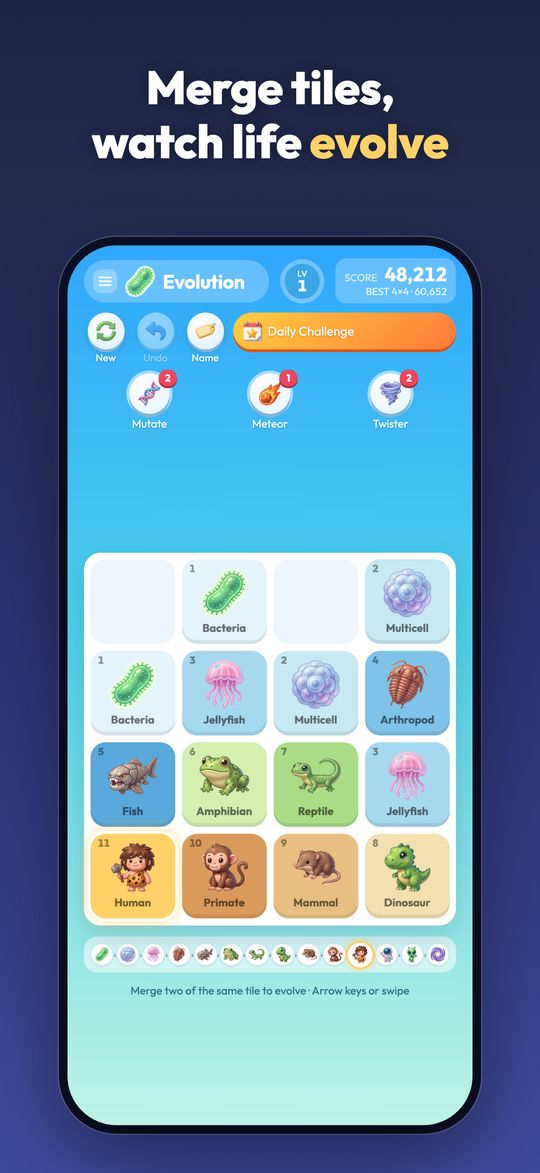 Merge tiles,
watch life evolve
Evolution
LV
1
SCORE 48,212
BEST 4×4 · 60,652
New
Undo
Name
Daily Challenge
2
1
2
Mutate
Meteor
Twister
1
Bacteria
2
Multicell
1
Bacteria
3
Jellyfish
2
Multicell
4
Arthropod
5
Fish
6
Amphibian
7
Reptile
3
Jellyfish
11
Human
10
Primate
9
Mammal
8
Dinosaur
Merge two of the same tile to evolve · Arrow keys or swipe